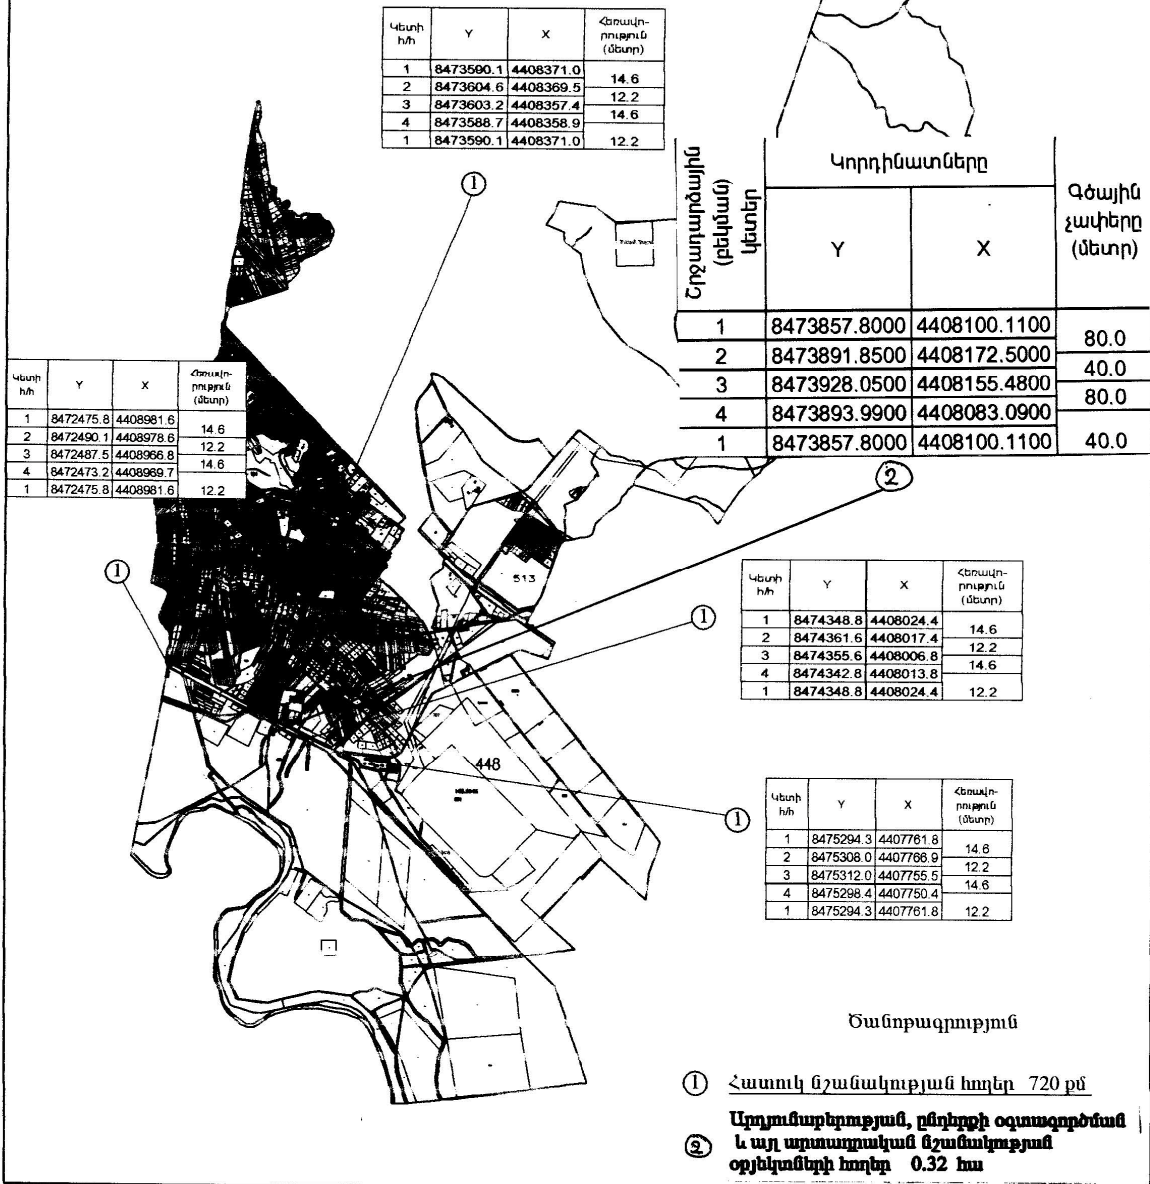 Կետի հ/հ Y X Հեռավո-րություն (մետր)
1 8473590.1 4408371.0 14.6
2 8473604.6 4408369.5 12.2
3 8473603.2 4408357.4 14.6
4 8473588.7 4408358.9
1 8473590.1 4408371.0 12.2
1
Շրջադարձային (բեկման) կետեր
Կորդինատները
Գծային չափերը (մետր)
Y X
1 8473857.8000 4408100.1100 80.0
2 8473891.8500 4408172.5000 40.0
3 8473928.0500 4408155.4800 80.0
4 8473893.9900 4408083.0900
1 8473857.8000 4408100.1100 40.0
2
Կետի հ/հ Y X Հեռավո-րություն (մետր)
1 8472475.8 4408981.6 14.6
2 8472490.1 4408978.6 12.2
3 8472487.5 4408966.8 14.6
4 8472473.2 4408969.7
1 8472475.8 4408981.6 12.2
1
513
1
Կետի հ/հ Y X Հեռավո-րություն (մետր)
1 8474348.8 4408024.4 14.6
2 8474361.6 4408017.4 12.2
3 8474355.6 4408006.8 14.6
4 8474342.8 4408013.8
1 8474348.8 4408024.4 12.2
448
1
Կետի հ/հ Y X Հեռավո-րություն (մետր)
1 8475294.3 4407761.8 14.6
2 8475308.0 4407766.9 12.2
3 8475312.0 4407755.5 14.6
4 8475298.4 4407750.4
1 8475294.3 4407761.8 12.2
Ծանոթագրություն
1 Հատուկ նշանակության հողեր 720 քմ
Արդյունաբերության, ընդերքի օգտագործման
2 և այլ արտադրական նշանակության
օբյեկտների հողեր 0.32 հա